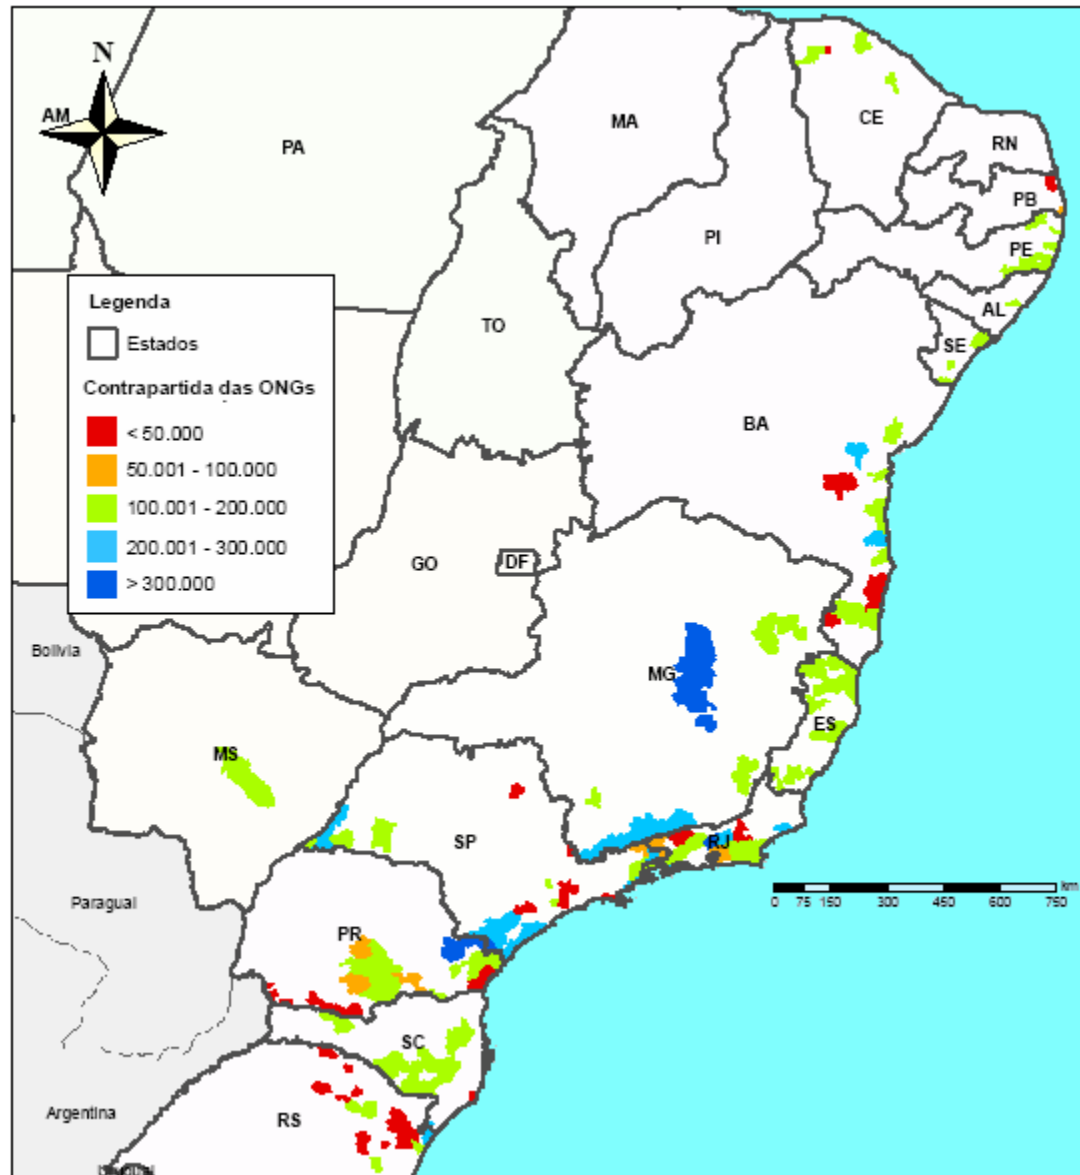 N
AM
PA
MA
CE
RN
PB
PI
PE
AL
SE
TO
BA
Legenda
Estados
Contrapartida das ONGs
< 50.000
50.001 - 100.000
100.001 - 200.000
200.001 - 300.000
> 300.000
GO
DF
Bolivia
MG
ES
MS
SP
RJ
km
0 75 150 300 450 600 750
Paragual
PR
SC
Argentina
RS